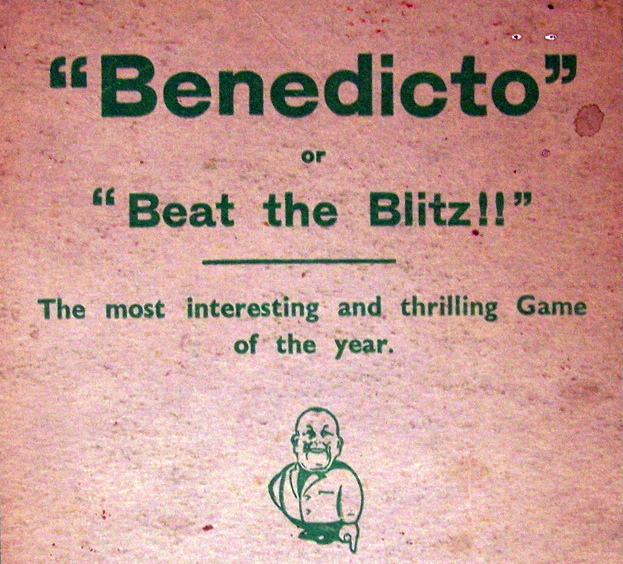 "Benedicto"
or
"Beat the Blitz!!"
The most interesting and thrilling Game
of the year.